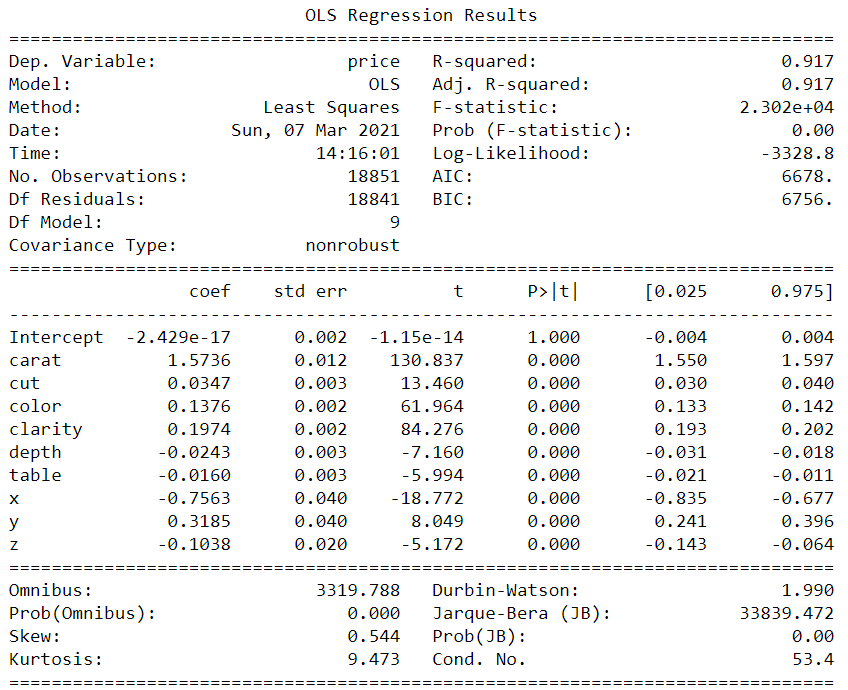 OLS Regression Results
==============================================================================
Dep. Variable:                  price   R-squared:                       0.917
Model:                            OLS   Adj. R-squared:                  0.917
Method:                 Least Squares   F-statistic:                 2.302e+04
Date:                Sun, 07 Mar 2021   Prob (F-statistic):               0.00
Time:                        14:16:01   Log-Likelihood:                -3328.8
No. Observations:               18851   AIC:                             6678.
Df Residuals:                   18841   BIC:                             6756.
Df Model:                           9
Covariance Type:            nonrobust
==============================================================================
                 coef    std err          t      P>|t|      [0.025      0.975]
------------------------------------------------------------------------------
Intercept  -2.429e-17      0.002  -1.15e-14      1.000      -0.004       0.004
carat          1.5736      0.012    130.837      0.000       1.550       1.597
cut            0.0347      0.003     13.460      0.000       0.030       0.040
color          0.1376      0.002     61.964      0.000       0.133       0.142
clarity        0.1974      0.002     84.276      0.000       0.193       0.202
depth         -0.0243      0.003     -7.160      0.000      -0.031      -0.018
table         -0.0160      0.003     -5.994      0.000      -0.021      -0.011
x             -0.7563      0.040    -18.772      0.000      -0.835      -0.677
y              0.3185      0.040      8.049      0.000       0.241       0.396
z             -0.1038      0.020     -5.172      0.000      -0.143      -0.064
==============================================================================
Omnibus:                     3319.788   Durbin-Watson:                   1.990
Prob(Omnibus):                  0.000   Jarque-Bera (JB):            33839.472
Skew:                           0.544   Prob(JB):                         0.00
Kurtosis:                       9.473   Cond. No.                         53.4
==============================================================================